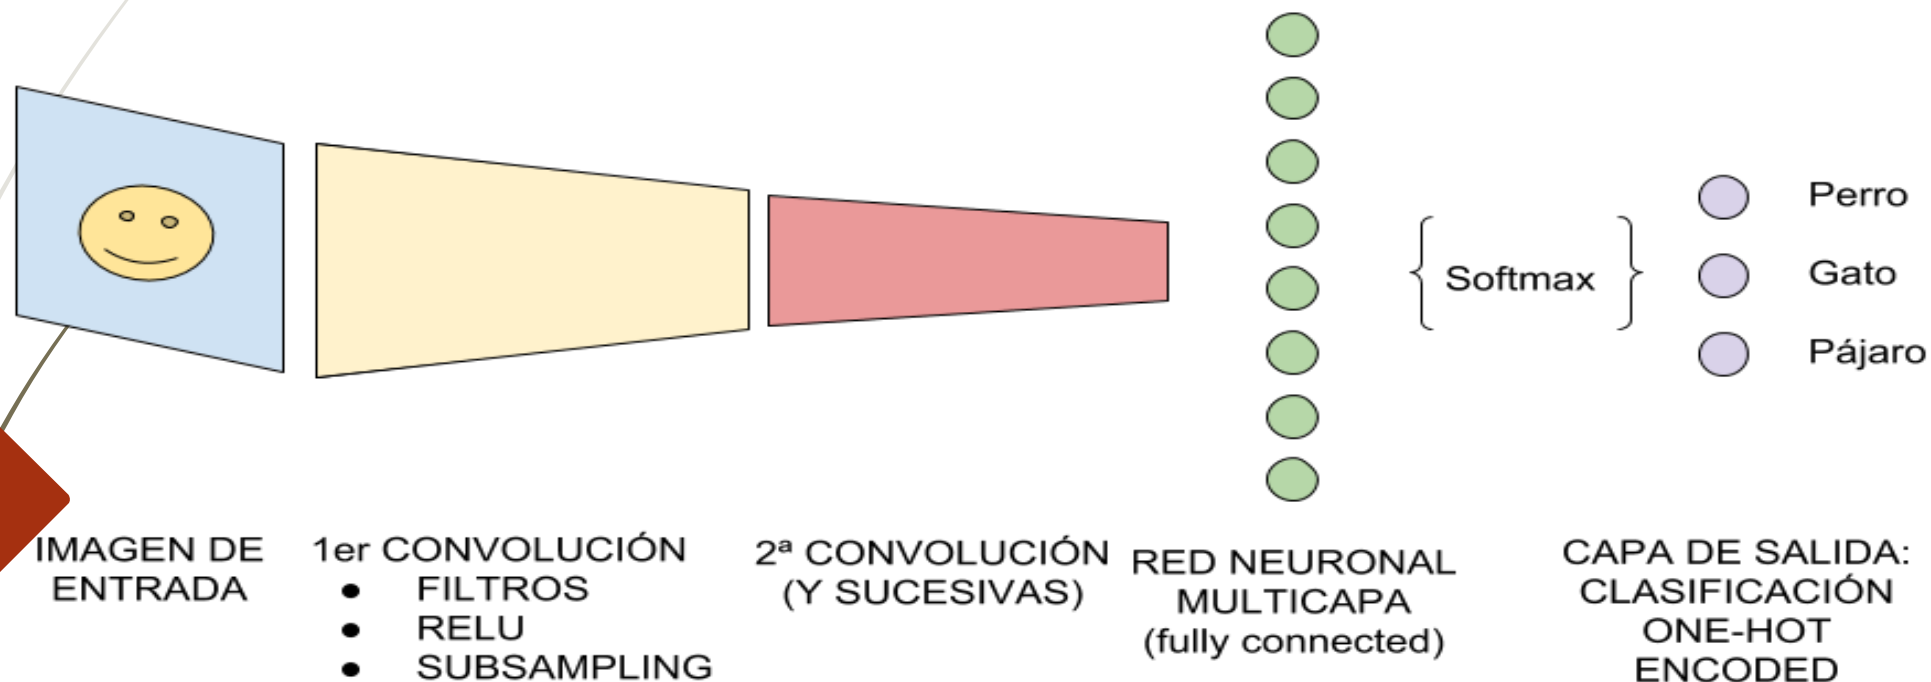 Softmax
Perro
Gato
Pájaro
IMAGEN DE
ENTRADA
1er CONVOLUCIÓN
● FILTROS
● RELU
● SUBSAMPLING
2ª CONVOLUCIÓN
(Y SUCESIVAS)
RED NEURONAL
MULTICAPA
(fully connected)
CAPA DE SALIDA:
CLASIFICACIÓN
ONE-HOT
ENCODED